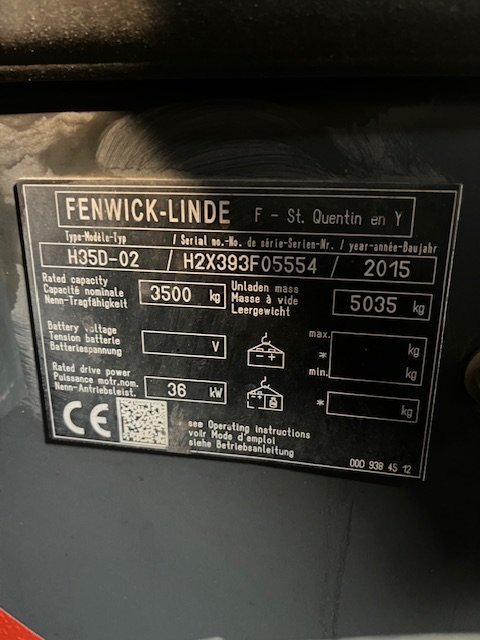 FENWICK-LINDE F - St. Quentin en Y
Type-Modèle-Typ / Serial no.-No. de série-Serien-Nr. / year-année-Baujahr
H35D-02 / H2X393F05554 / 2015
Rated capacity
Capacité nominale
Nenn-Tragfähigkeit
3500 kg
Unladen mass
Masse à vide
Leergewicht
5035 kg
Battery voltage
Tension batterie
Batteriespannung
V
- +
max.
*
min.
kg
kg
Rated drive power
Puissance motr.nom.
Nenn-Antriebsleist.
36 kW
*
kg
CE
see Operating instructions
voir Mode d'emploi
siehe Betriebsanleitung
000 938 45 12